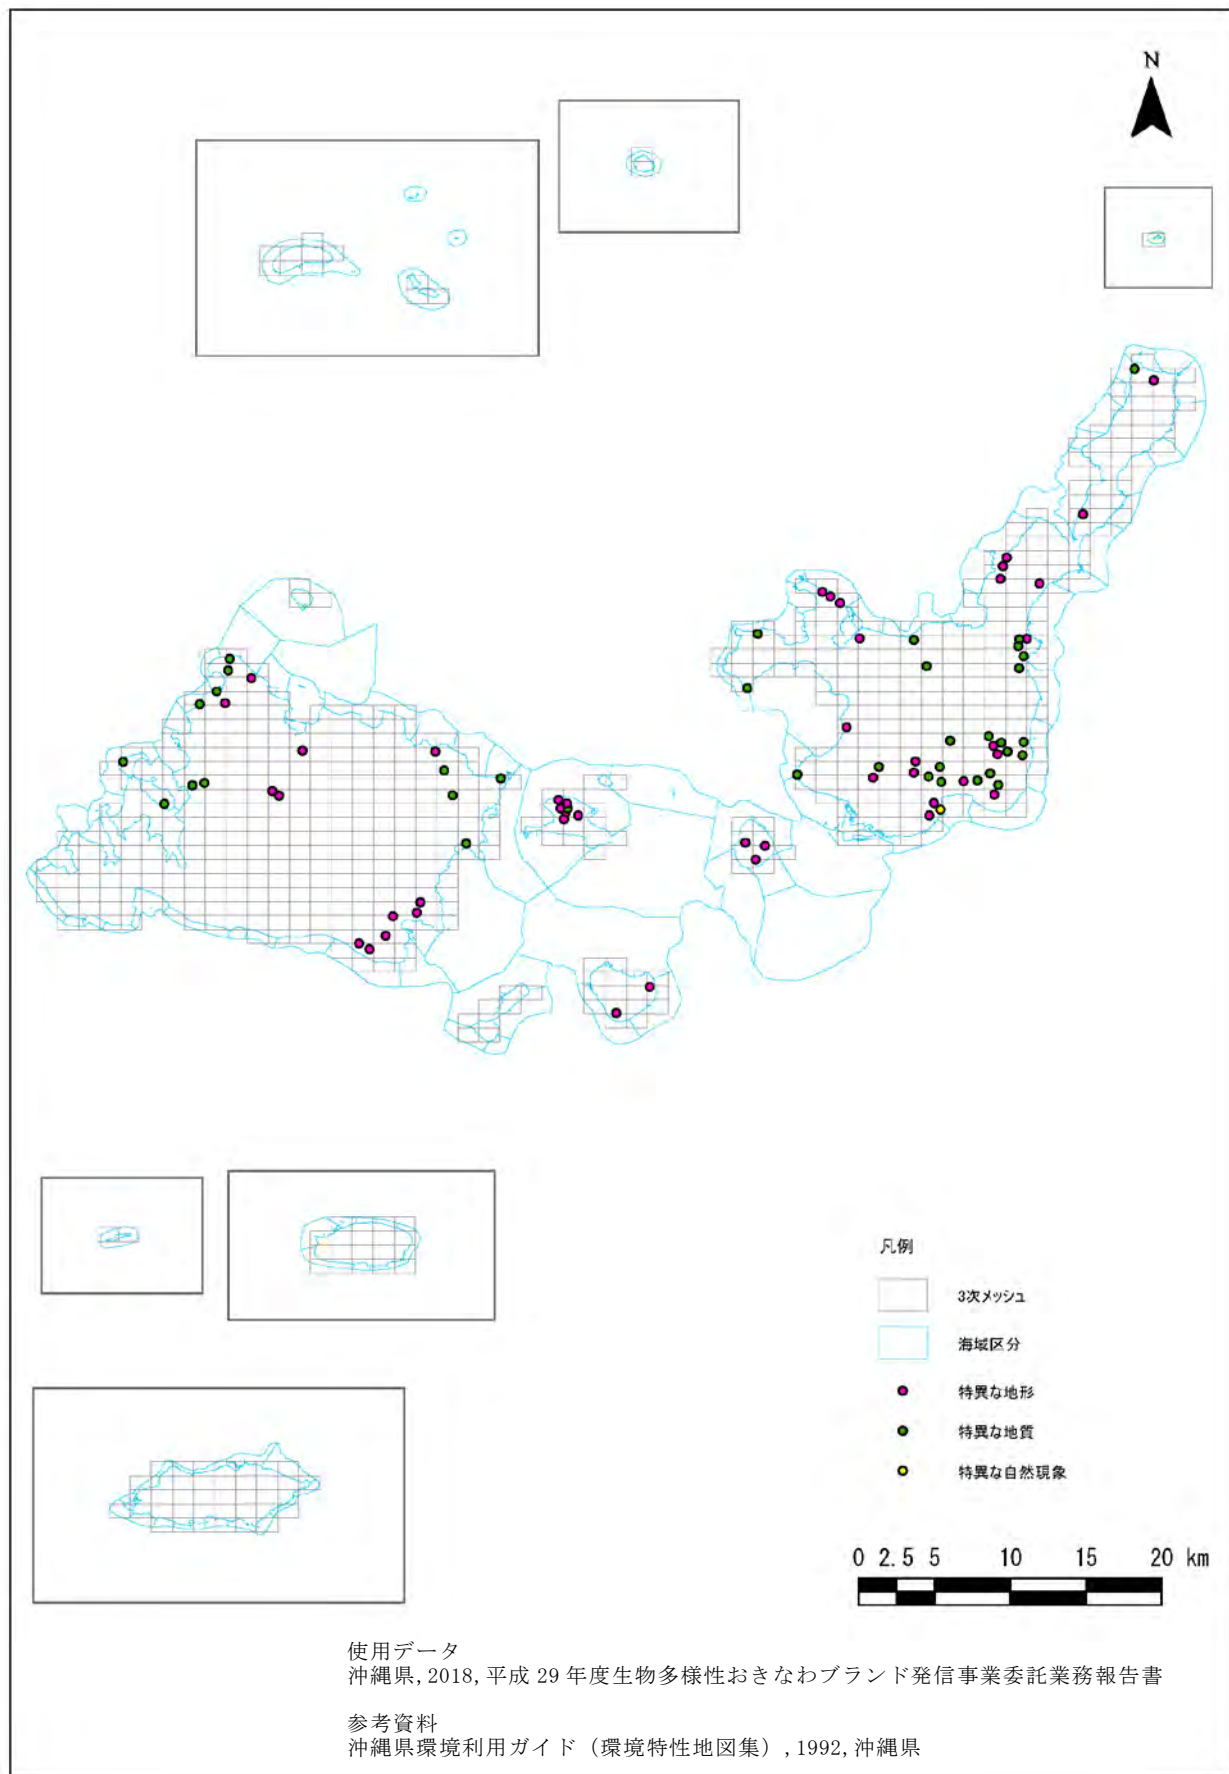 N
凡例
3次メッシュ
海域区分
特異な地形
特異な地質
特異な自然現象
0 2.5 5 10 15 20 km
使用データ
沖縄県,2018,平成 29 年度生物多様性おきなわブランド発信事業委託業務報告書
参考資料
沖縄県環境利用ガイド（環境特性地図集）,1992,沖縄県